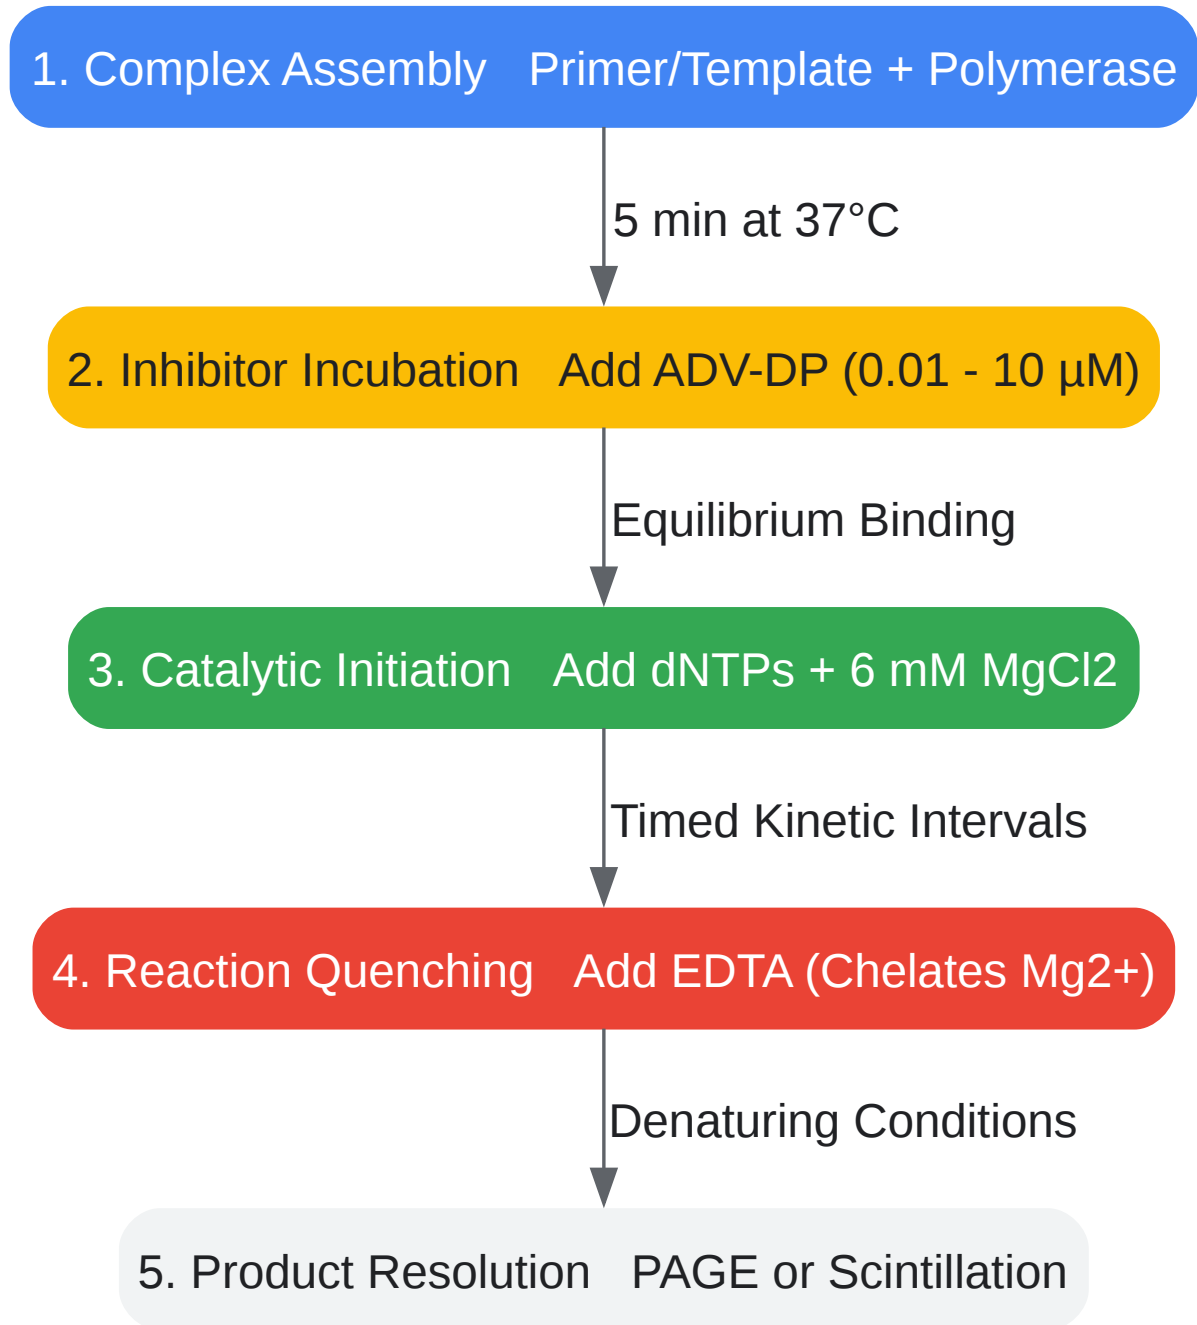 1. Complex Assembly Primer/Template + Polymerase
5 min at 37°C
2. Inhibitor Incubation Add ADV-DP (0.01 - 10 µM)
Equilibrium Binding
3. Catalytic Initiation Add dNTPs + 6 mM MgCl2
Timed Kinetic Intervals
4. Reaction Quenching Add EDTA (Chelates Mg2+)
Denaturing Conditions
5. Product Resolution PAGE or Scintillation